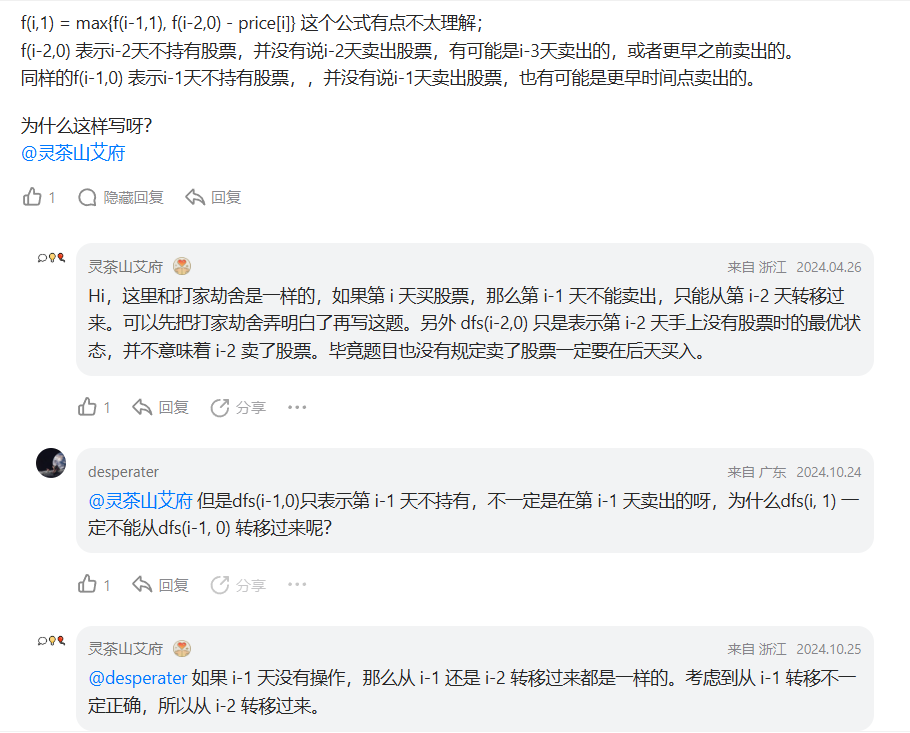 f(i,1) = max{f(i-1,1), f(i-2,0) - price[i]} 这个公式有点不太理解；
f(i-2,0) 表示i-2天不持有股票，并没有说i-2天卖出股票，有可能是i-3天卖出的，或者更早之前卖出的。
同样的f(i-1,0) 表示i-1天不持有股票，，并没有说i-1天卖出股票，也有可能是更早时间点卖出的。
为什么这样写呀？
@灵茶山艾府
1 隐藏回复 回复
灵茶山艾府 来自 浙江 2024.04.26
Hi，这里和打家劫舍是一样的，如果第 i 天买股票，那么第 i-1 天不能卖出，只能从第 i-2 天转移过
来。可以先把打家劫舍弄明白了再写这题。另外 dfs(i-2,0) 只是表示第 i-2 天手上没有股票时的最优状
态，并不意味着 i-2 卖了股票。毕竟题目也没有规定卖了股票一定要在后天买入。
1 回复 分享 ···
desperater 来自 广东 2024.10.24
@灵茶山艾府 但是dfs(i-1,0)只表示第 i-1 天不持有，不一定是在第 i-1 天卖出的呀，为什么dfs(i, 1) 一
定不能从dfs(i-1, 0) 转移过来呢？
1 回复 分享 ···
灵茶山艾府 来自 浙江 2024.10.25
@desperater 如果 i-1 天没有操作，那么从 i-1 还是 i-2 转移过来都是一样的。考虑到从 i-1 转移不一
定正确，所以从 i-2 转移过来。